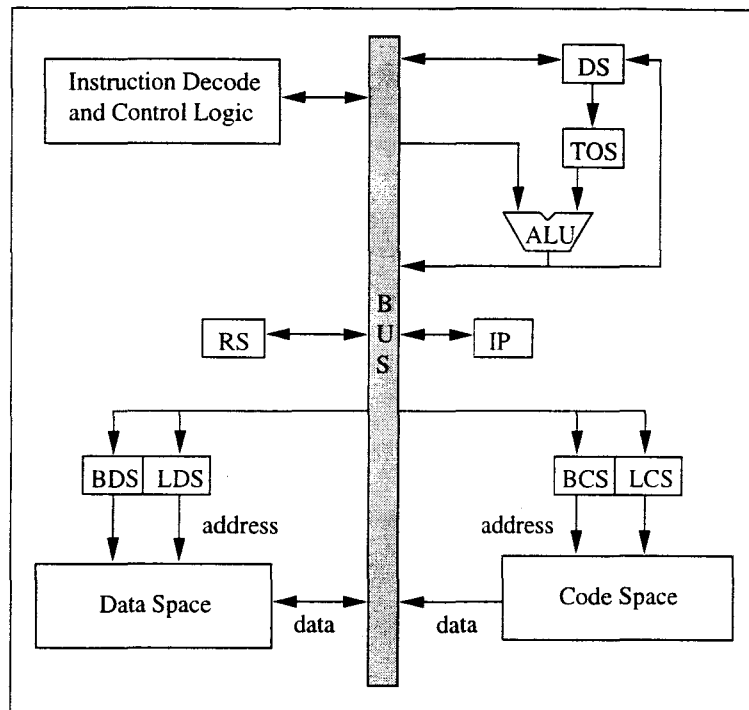 Instruction Decode
and Control Logic
DS
TOS
ALU
B
U
S
RS
IP
BDS
LDS
BCS
LCS
address
address
Data Space
Code Space
data
data